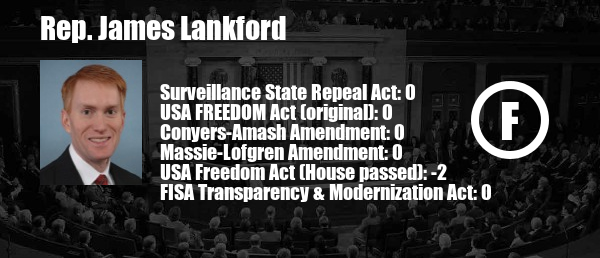 Rep. James Lankford
Surveillance State Repeal Act: 0
USA FREEDOM Act (original): 0
Conyers-Amash Amendment: 0
Massie-Lofgren Amendment: 0
USA Freedom Act (House passed): -2
FISA Transparency & Modernization Act: 0
F